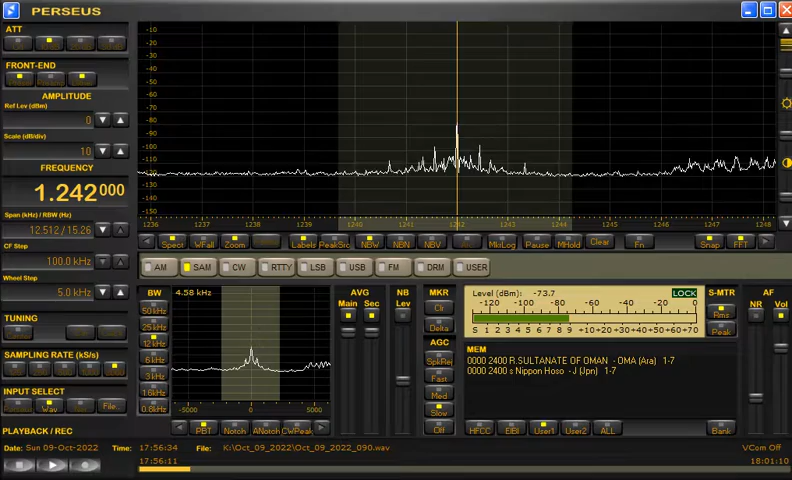 PERSEUS
ATT
FRONT-END
AMPLITUDE
Ref Lev (dBm)
0
Scale (dB/div)
10
FREQUENCY
1.242000
Span (kHz) / RBW (Hz)
12.512 / 15.26
CF Step
100.0 kHz
Wheel Step
5.0 kHz
TUNING
SAMPLING RATE (kS/s)
INPUT SELECT
Wav
File..
PLAYBACK / REC
-10
-20
-30
-40
-50
-60
-70
-80
-90
-100
-110
-120
-130
-140
-150
1236 1237 1238 1239 1240 1241 1242 1243 1244 1245 1246 1247 1248
Spect WFall Zoom Labels PeakSrc NBW NBN NBV MkrLog Pause MHold Clear Fn Snap FFT
AM SAM CW RTTY LSB USB FM DRM USER
BW
50kHz
25kHz
12kHz
6kHz
3kHz
1.6kHz
0.8kHz
4.58 kHz
-5000 0 5000
PBT Notch ANotch CWPeak
AVG
Main Sec
NB
Lev
MKR
Clr
Delta
AGC
SpkRej
Fast
Med
Slow
Off
Level (dBm): -73.7 LOCK
-120 -100 -80 -60 -40 -20 0
S 1 2 3 4 5 6 7 8 9 +10 +20 +30 +40 +50 +60 +70
S-MTR
Rms
Peak
AF
NR Vol
MEM
0000 2400 R.SULTANATE OF OMAN - OMA (Ara) 1-7
0000 2400 s Nippon Hoso - J (Jpn) 1-7
HFCC EIBI User1 User2 ALL Bank
Date: Sun 09-Oct-2022 Time: 17:56:34 File: K:\Oct_09_2022\Oct_09_2022_090.wav VCom Off
17:56:11 18:01:10